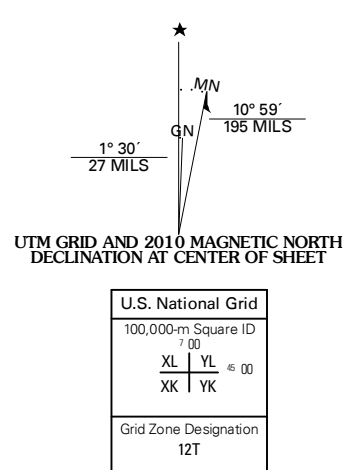 ★
MN
10° 59´
195 MILS
GN
1° 30´
27 MILS
UTM GRID AND 2010 MAGNETIC NORTH
DECLINATION AT CENTER OF SHEET
U.S. National Grid
100,000-m Square ID
7 00
XL YL 45 00
XK YK
Grid Zone Designation
12T